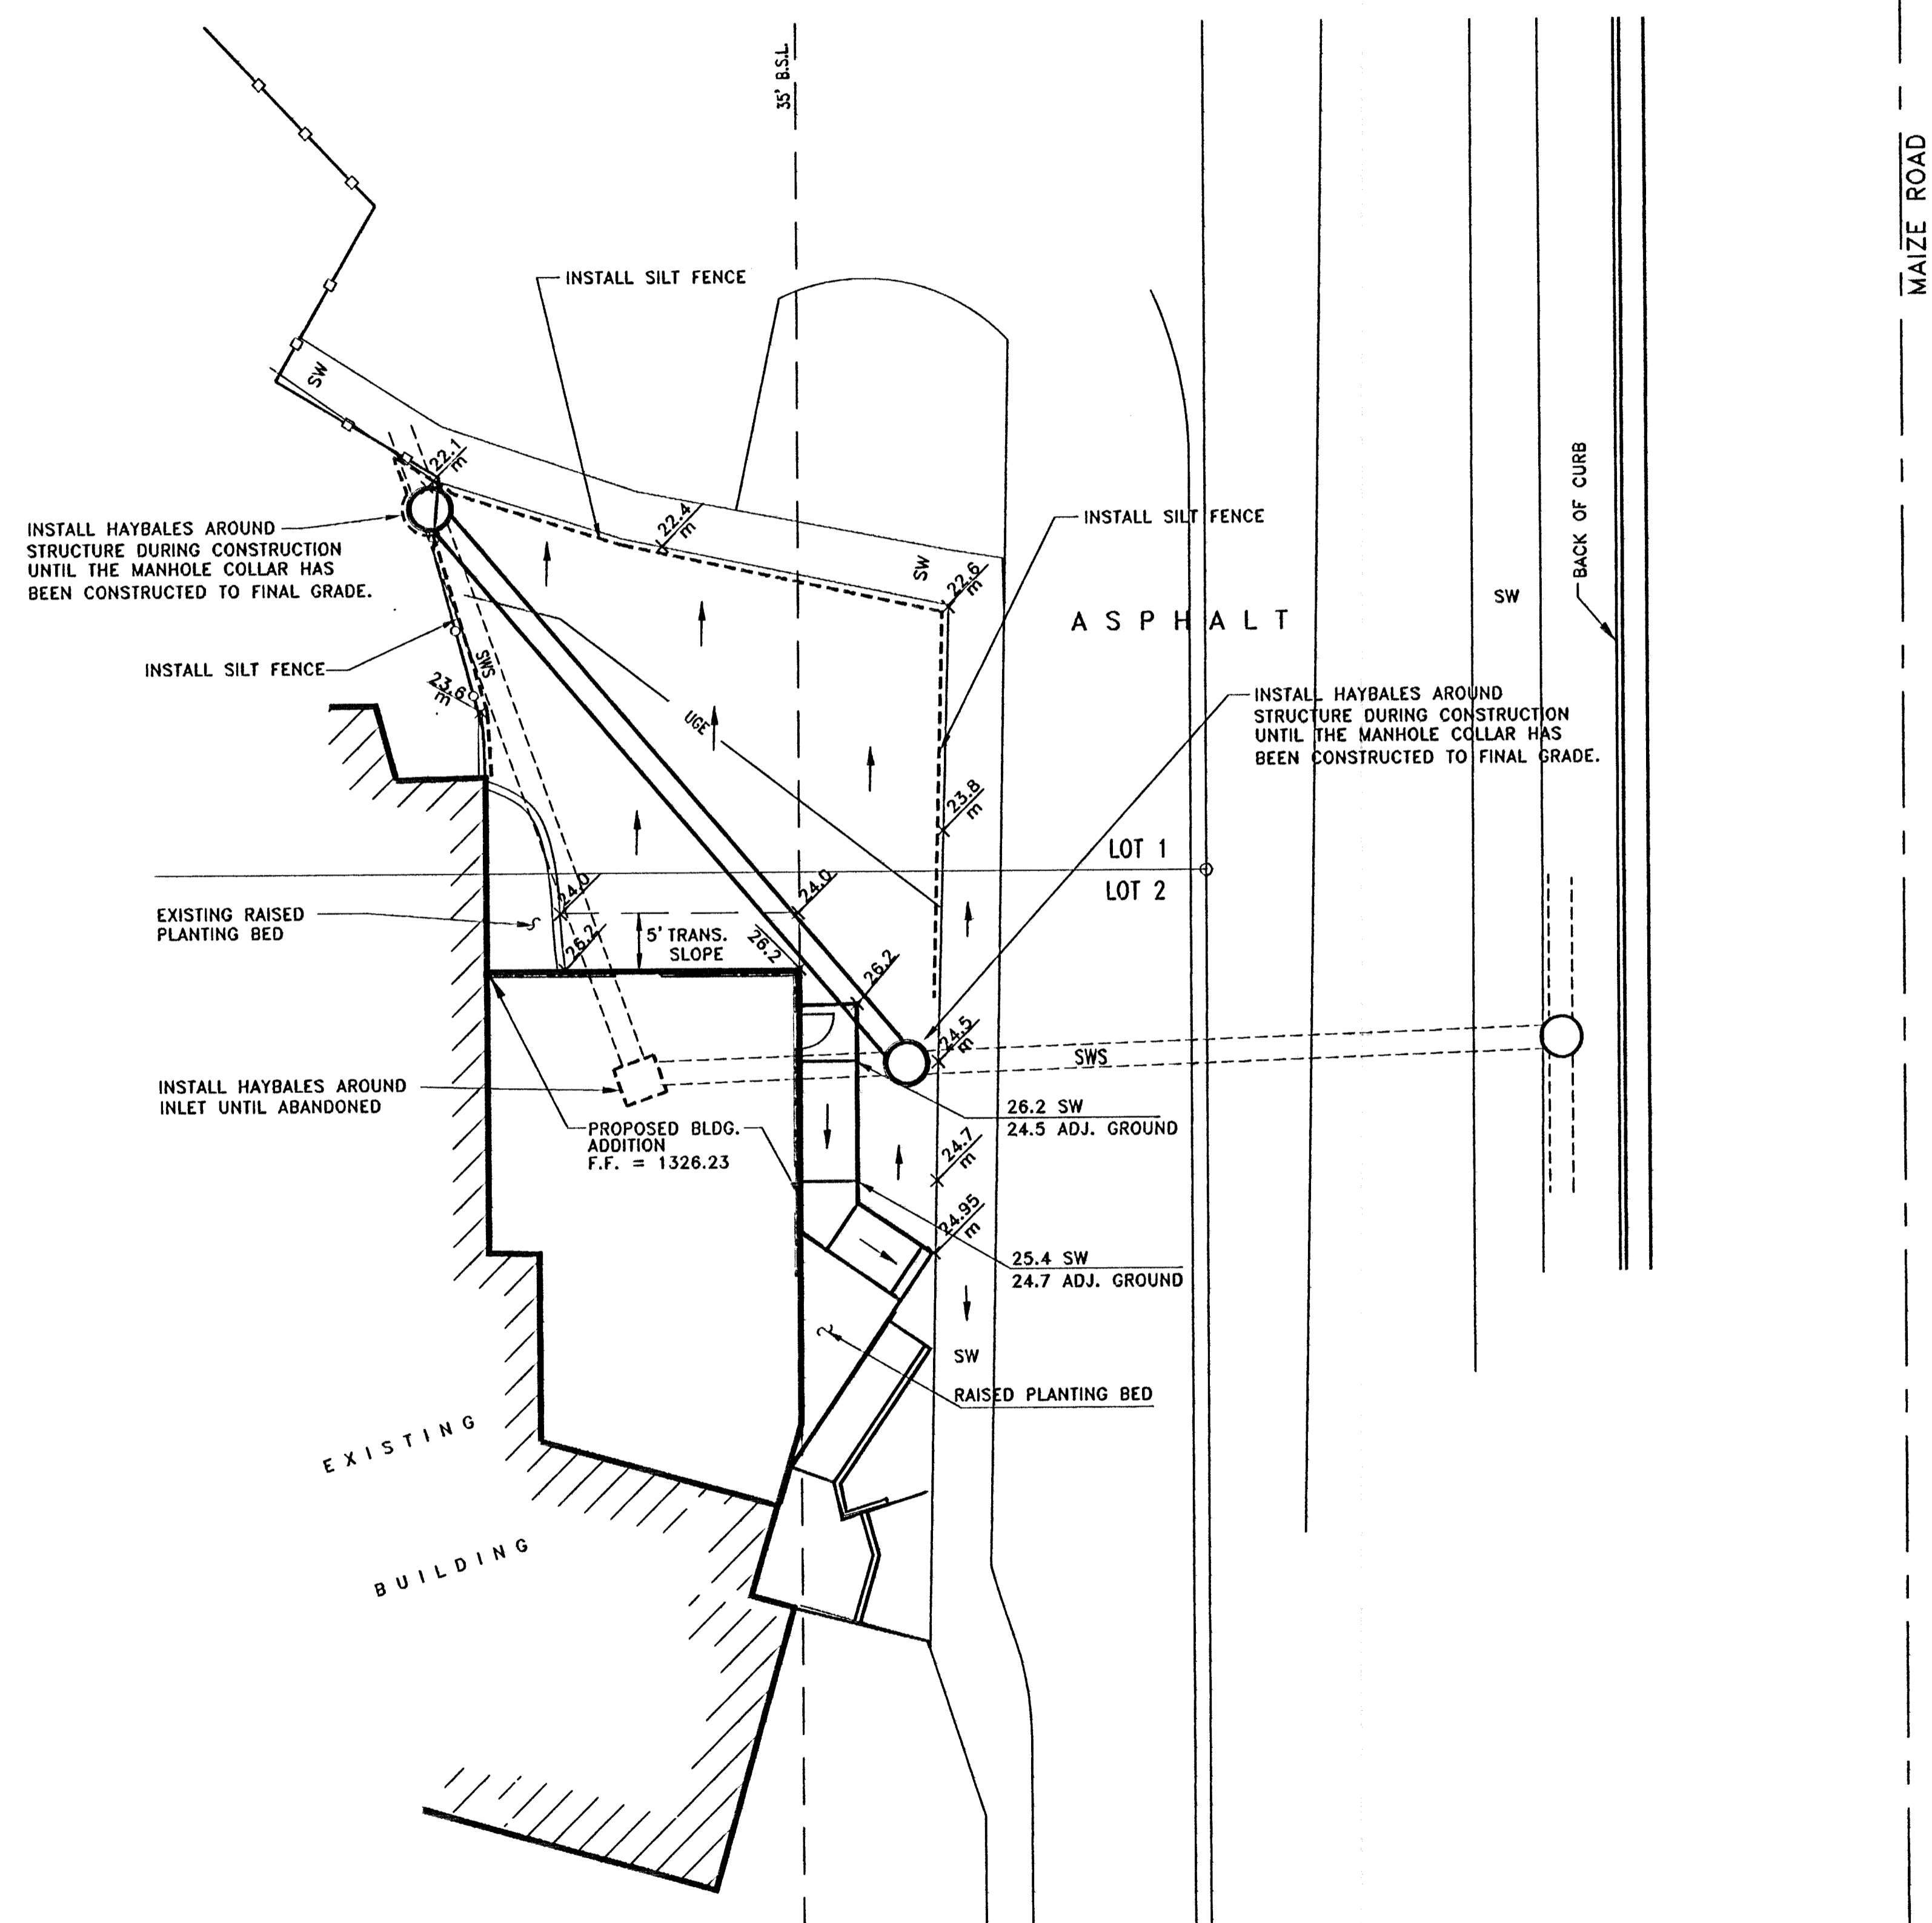 35' B.S.L.
MAIZE ROAD
INSTALL SILT FENCE
SW
22.1
m
INSTALL HAYBALES AROUND
STRUCTURE DURING CONSTRUCTION
UNTIL THE MANHOLE COLLAR HAS
BEEN CONSTRUCTED TO FINAL GRADE.
22.4
m
INSTALL SILT FENCE
SW
22.6
m
BACK OF CURB
SW
ASPHALT
INSTALL SILT FENCE
SWS
23.6
m
UGE
INSTALL HAYBALES AROUND
STRUCTURE DURING CONSTRUCTION
UNTIL THE MANHOLE COLLAR HAS
BEEN CONSTRUCTED TO FINAL GRADE.
23.8
m
LOT 1
LOT 2
24.0
24.0
EXISTING RAISED
PLANTING BED
26.2
5' TRANS.
SLOPE
26.2
26.2
24.5
m
SWS
INSTALL HAYBALES AROUND
INLET UNTIL ABANDONED
26.2 SW
24.5 ADJ. GROUND
PROPOSED BLDG.
ADDITION
F.F. = 1326.23
24.7
m
24.95
m
25.4 SW
24.7 ADJ. GROUND
SW
RAISED PLANTING BED
EXISTING
BUILDING